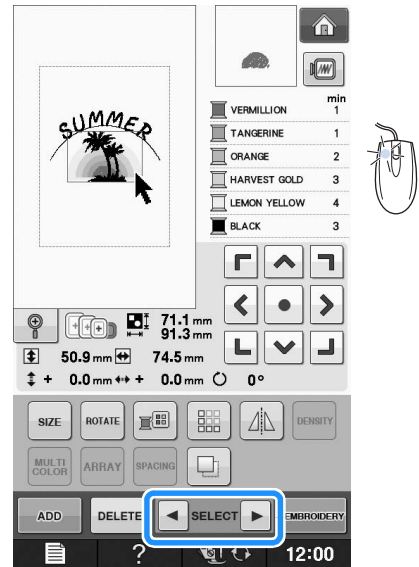 SUMMER
min
VERMILLION 1
TANGERINE 1
ORANGE 2
HARVEST GOLD 3
LEMON YELLOW 4
BLACK 3
71.1 mm
91.3 mm
50.9 mm 74.5 mm
+ 0.0 mm + 0.0 mm 0°
SIZE ROTATE DENSITY
MULTI COLOR ARRAY SPACING
ADD DELETE SELECT EMBROIDERY
? 12:00